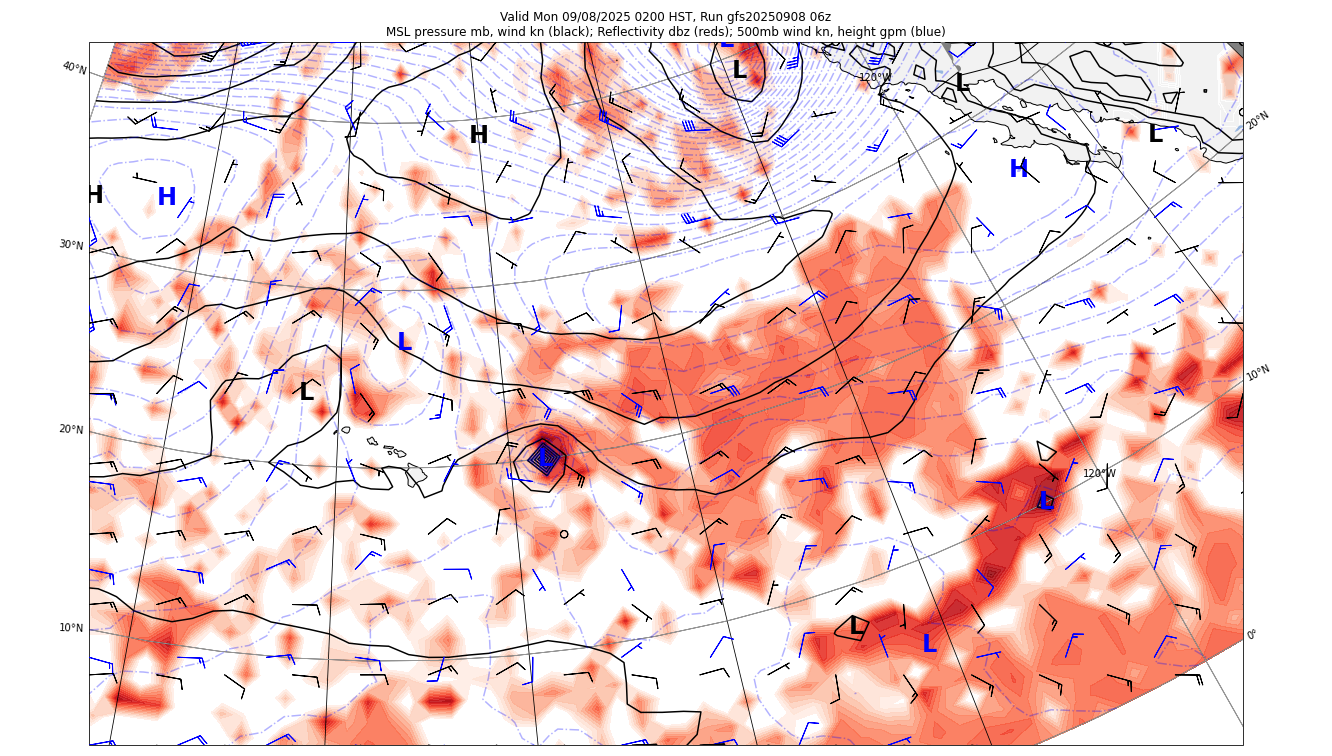 Valid Mon 09/08/2025 0200 HST, Run gfs20250908 06z
MSL pressure mb, wind kn (black); Reflectivity dbz (reds); 500mb wind kn, height gpm (blue)
L
40°N
L
120°W
L
20°N
H
L
H
H
H
30°N
L
L
10°N
20°N
L
120°W
L
10°N
L
L
0°